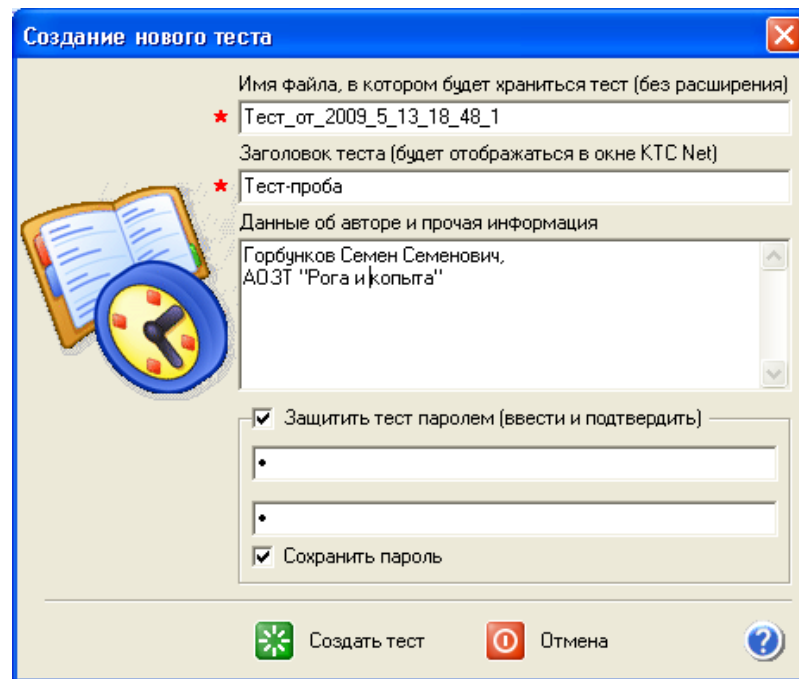 Создание нового теста
Имя файла, в котором будет храниться тест (без расширения)
Тест_от_2009_5_13_18_48_1
Заголовок теста (будет отображаться в окне КТС Net)
Тест-проба
Данные об авторе и прочая информация
Горбунков Семен Семенович,
АОЗТ "Рога и копыта"
Защитить тест паролем (ввести и подтвердить)
•
•
Сохранить пароль
Создать тест Отмена ?